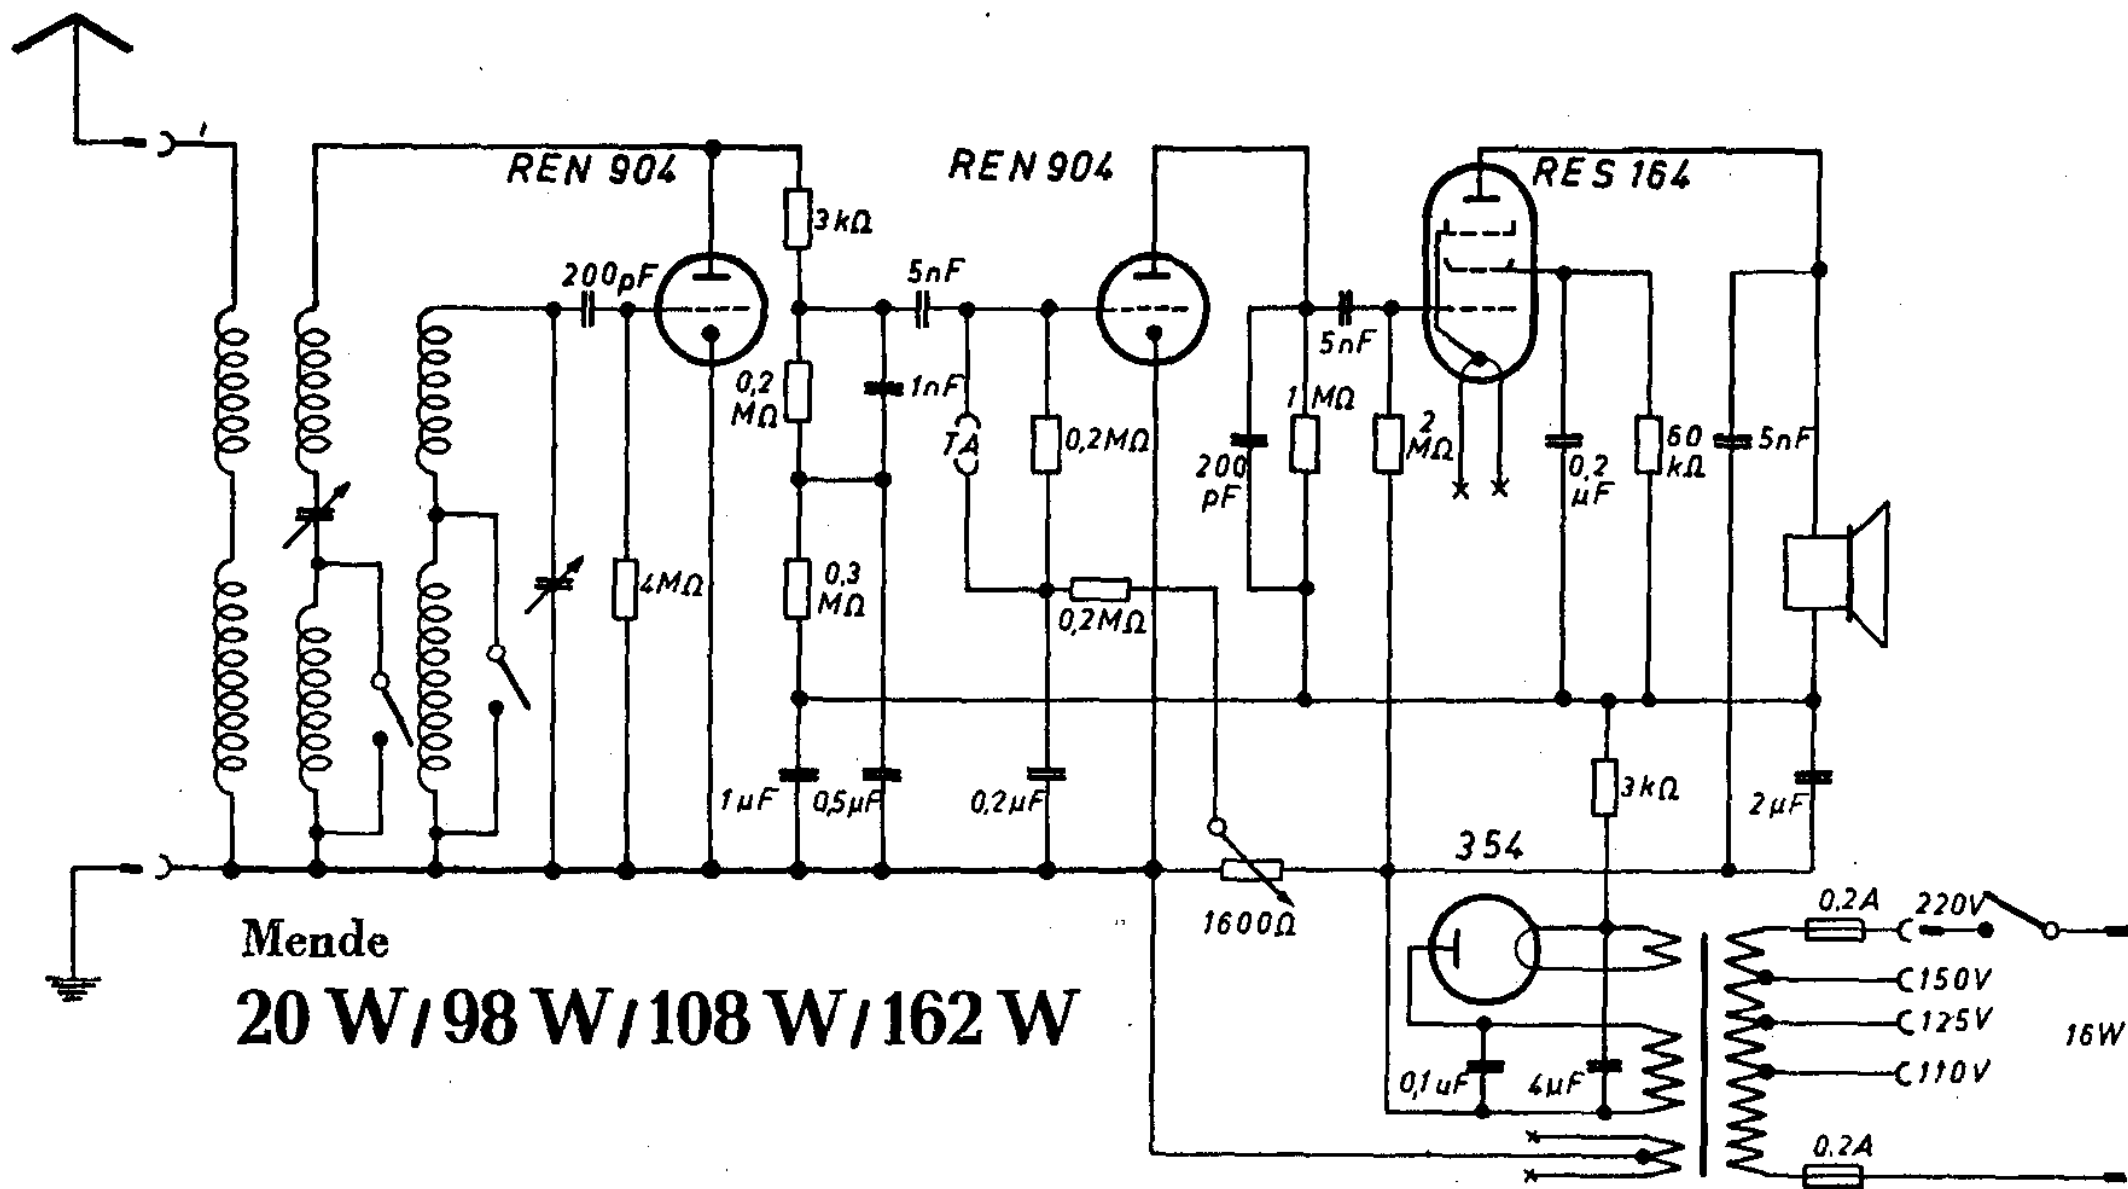 REN 904
REN 904
RES 164
3kΩ
200pF
5nF
5nF
0,2
MΩ
1nF
TA
0,2MΩ
200
pF
1 MΩ
2
MΩ
0,2
µF
60
kΩ
5nF
4MΩ
0,3
MΩ
0,2MΩ
1µF
0,5µF
0,2µF
3kΩ
2µF
354
1600Ω
0,1uF
4µF
0,2A
220V
150V
125V
110V
16W
0.2A
Mende
20 W/98 W/108 W/162 W